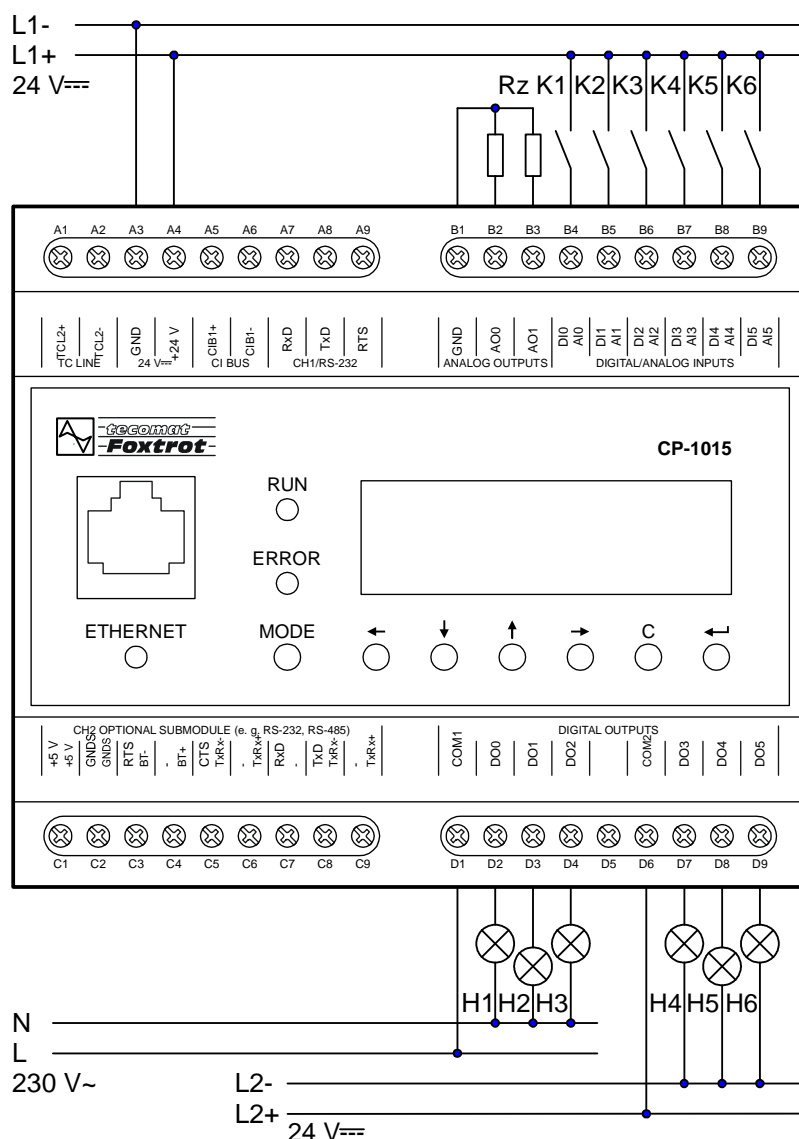 L1-
L1+
24 V
Rz K1 K2 K3 K4 K5 K6
A1 A2 A3 A4 A5 A6 A7 A8 A9
B1 B2 B3 B4 B5 B6 B7 B8 B9
TCL2+ TCL2- GND +24 V CIB1+ CIB1- RxD TxD RTS
GND AO0 AO1 DI0 AI0 DI1 AI1 DI2 AI2 DI3 AI3 DI4 AI4 DI5 AI5
TC LINE 24 V CI BUS CH1/RS-232
ANALOG OUTPUTS DIGITAL/ANALOG INPUTS
tecomat
Foxtrot
CP-1015
RUN
ERROR
ETHERNET MODE C
CH2 OPTIONAL SUBMODULE (e. g. RS-232, RS-485)
DIGITAL OUTPUTS
+5 V +5 V GNDS GNDS RTS BT- - BT+ CTS TxRx- - TxRx+ RxD - TxD TxRx- - TxRx+
COM1 DO0 DO1 DO2 COM2 DO3 DO4 DO5
C1 C2 C3 C4 C5 C6 C7 C8 C9
D1 D2 D3 D4 D5 D6 D7 D8 D9
H1 H2 H3
H4 H5 H6
N
L
230 V~
L2-
L2+
24 V